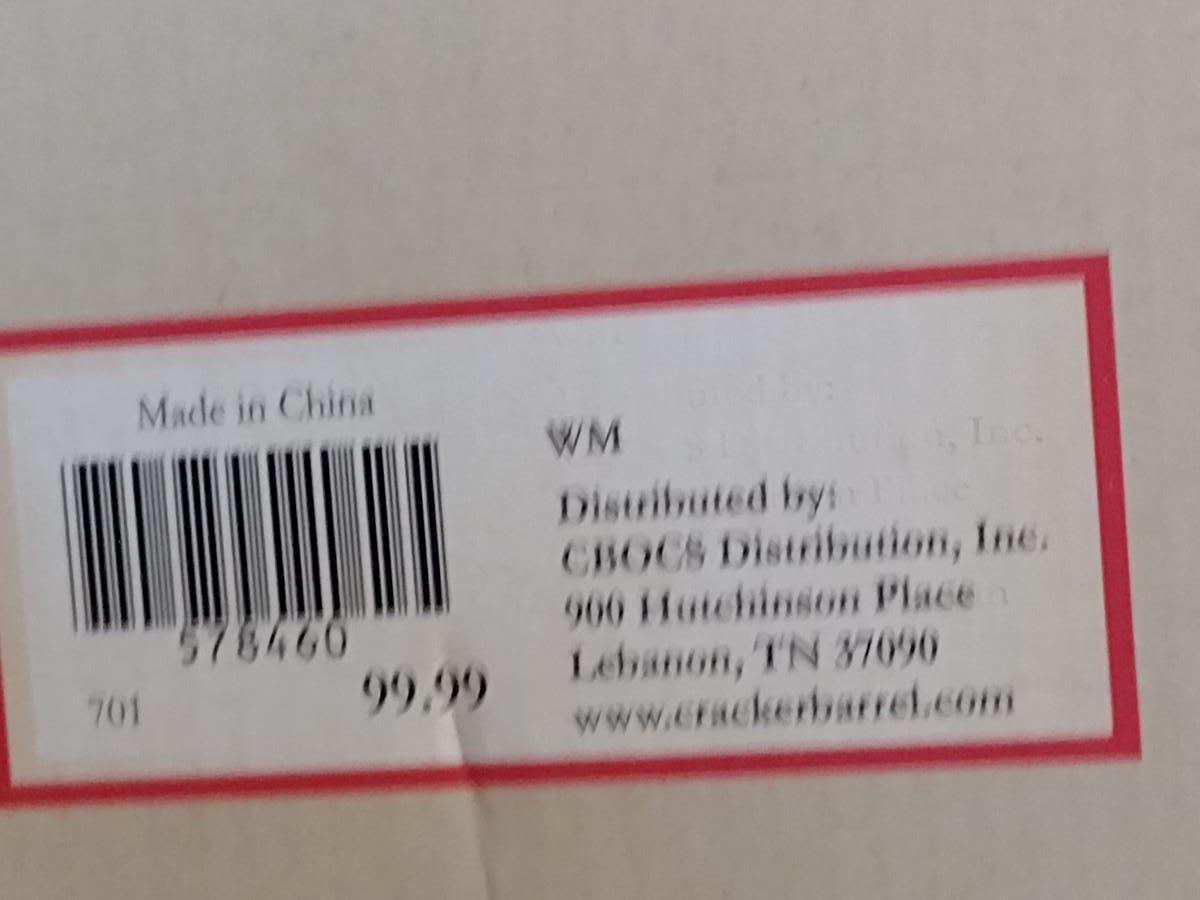 Made in China
578460
99.99
701
WM
Distributed by:
CBOCS Distribution, Inc.
900 Hutchinson Place
Lebanon, TN 37090
www.crackerbarrel.com